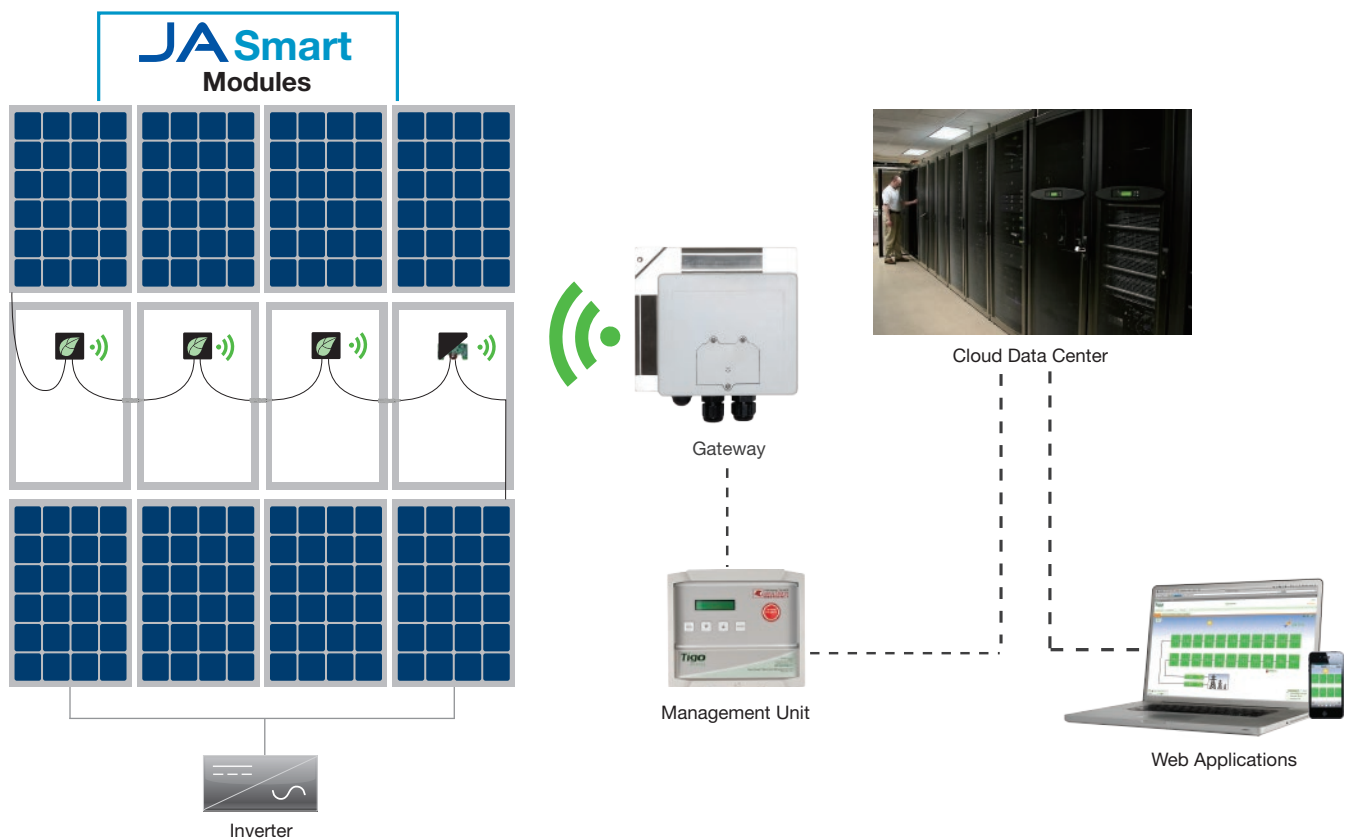 JA Smart
Modules
Cloud Data Center
Gateway
Tigo
Management Unit
Web Applications
Inverter